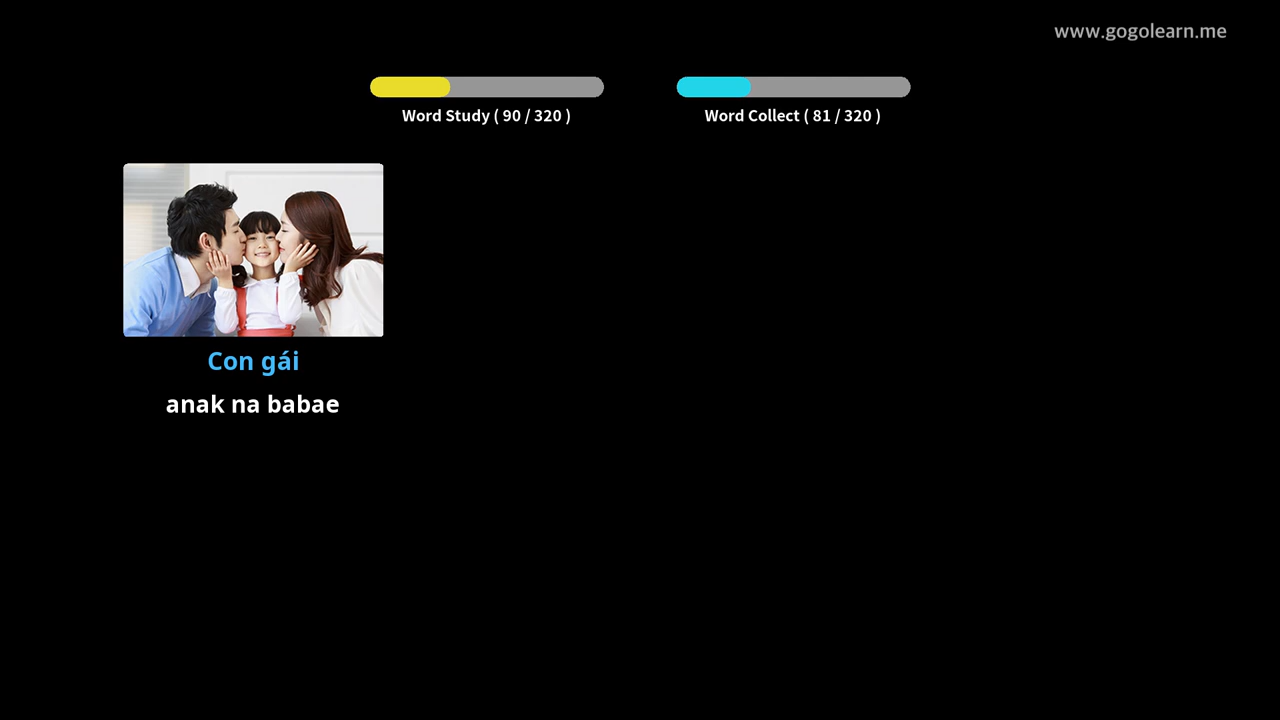 www.gogolearn.me
Word Study ( 90 / 320 )
Word Collect ( 81 / 320 )
Con gái
anak na babae